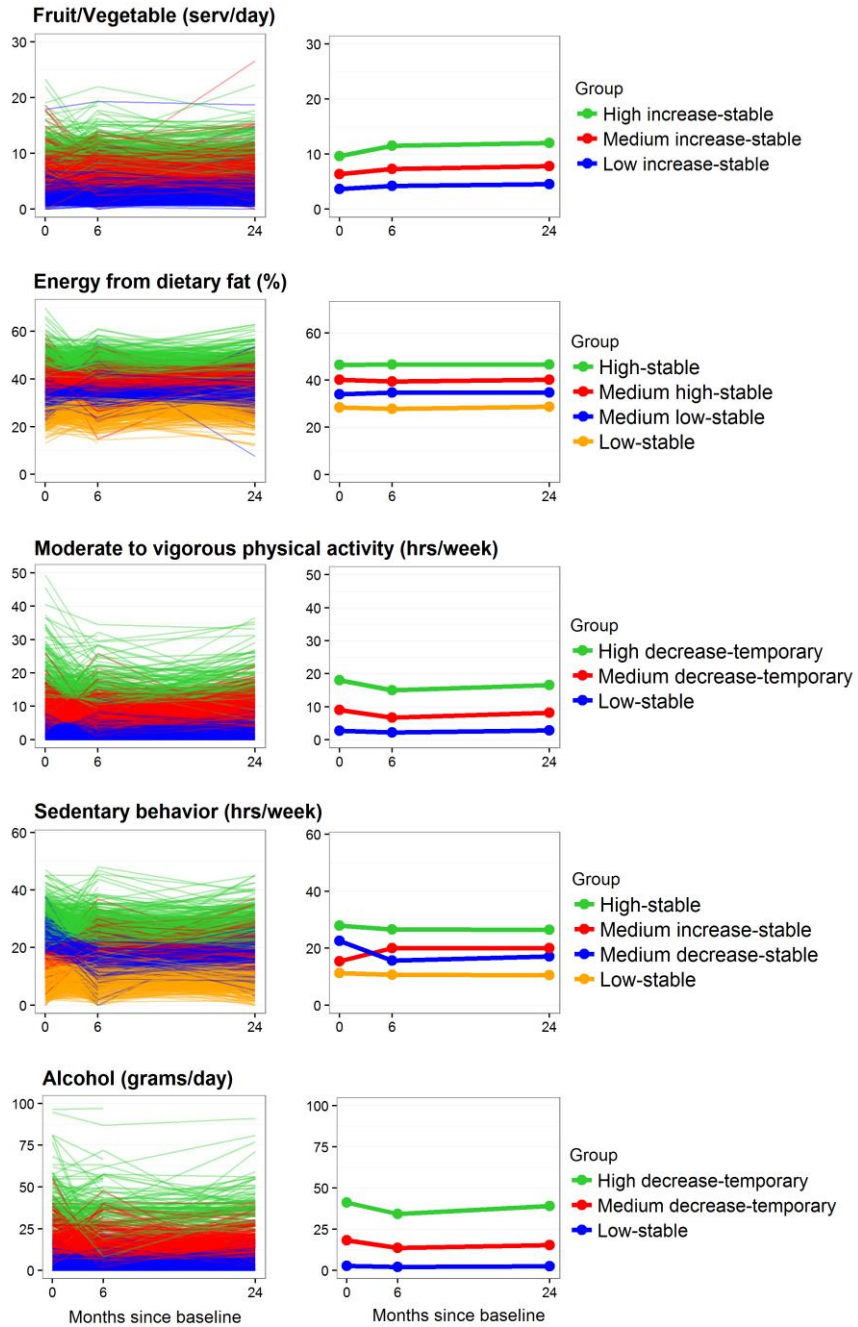 Fruit/Vegetable (serv/day)
30
20
10
0
0 6 24
30
20
10
0
0 6 24
Group
High increase-stable
Medium increase-stable
Low increase-stable
Energy from dietary fat (%)
60
40
20
0
0 6 24
60
40
20
0
0 6 24
Group
High-stable
Medium high-stable
Medium low-stable
Low-stable
Moderate to vigorous physical activity (hrs/week)
50
40
30
20
10
0
0 6 24
50
40
30
20
10
0
0 6 24
Group
High decrease-temporary
Medium decrease-temporary
Low-stable
Sedentary behavior (hrs/week)
60
40
20
0
0 6 24
60
40
20
0
0 6 24
Group
High-stable
Medium increase-stable
Medium decrease-stable
Low-stable
Alcohol (grams/day)
100
75
50
25
0
0 6 24
Months since baseline
100
75
50
25
0
0 6 24
Months since baseline
Group
High decrease-temporary
Medium decrease-temporary
Low-stable